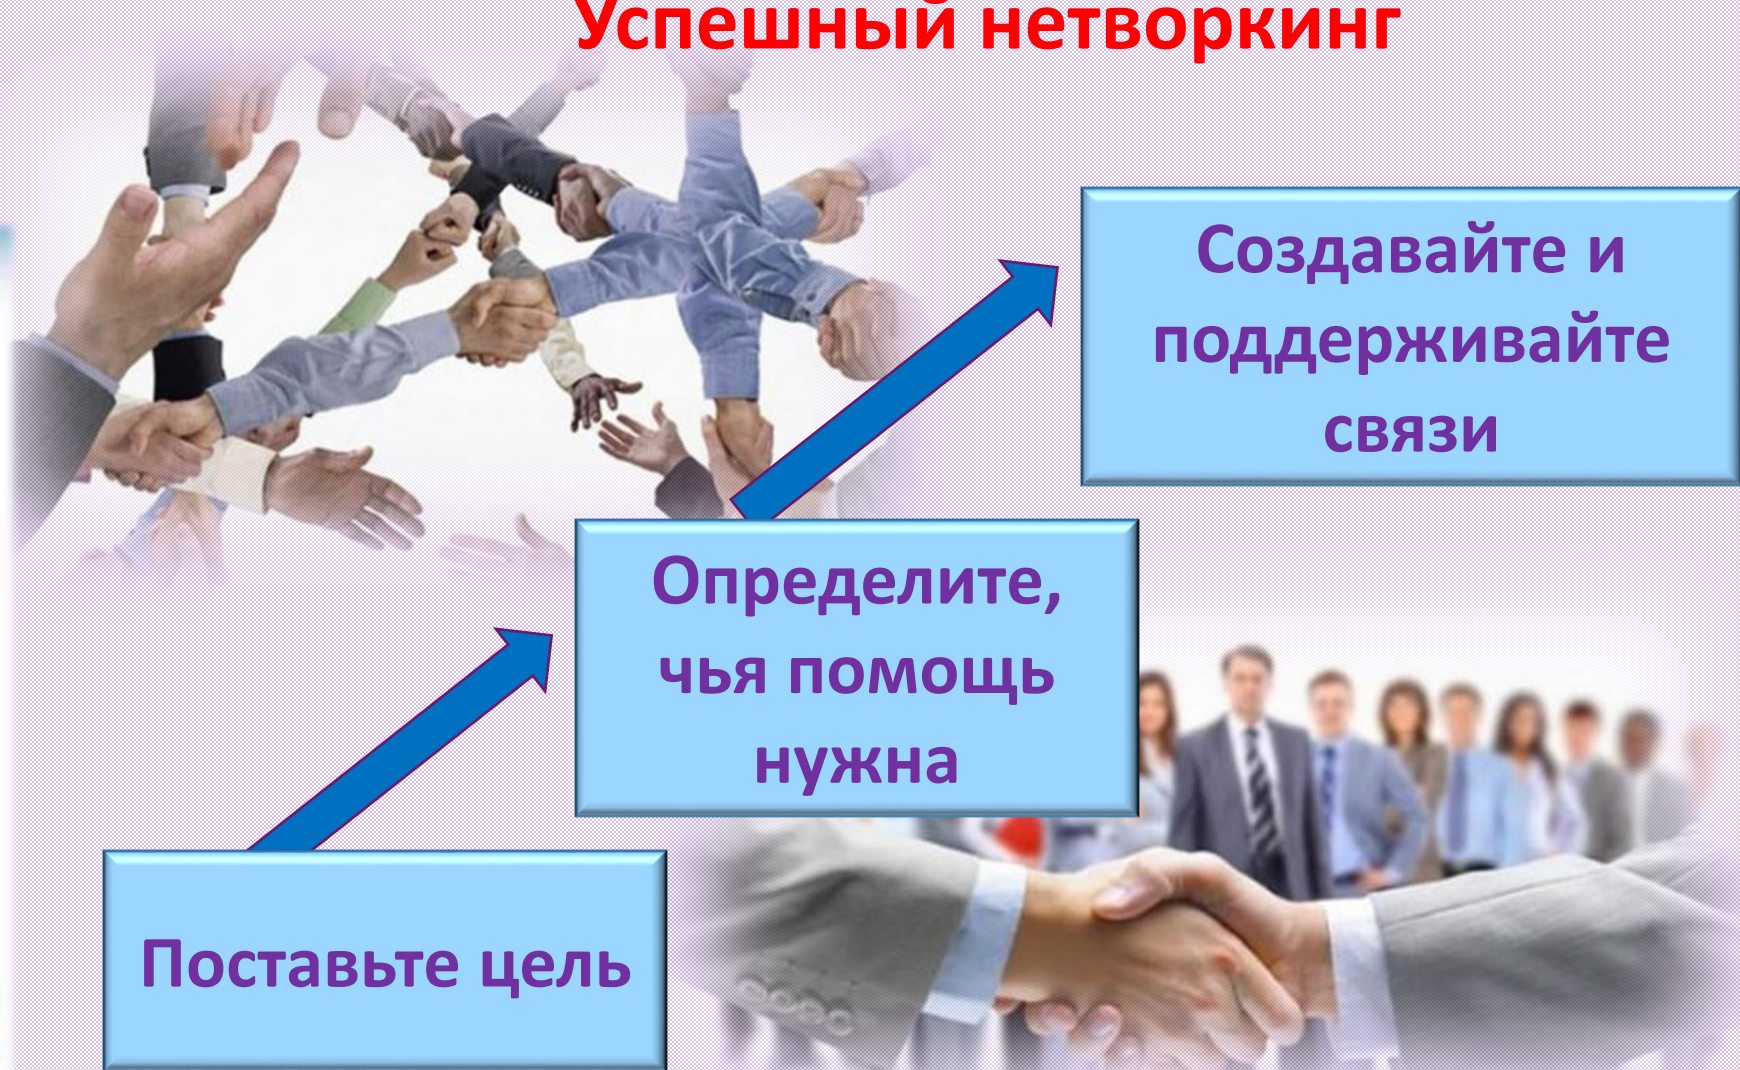 Успешный нетворкинг
Создавайте и
поддерживайте
связи
Определите,
чья помощь
нужна
Поставьте цель